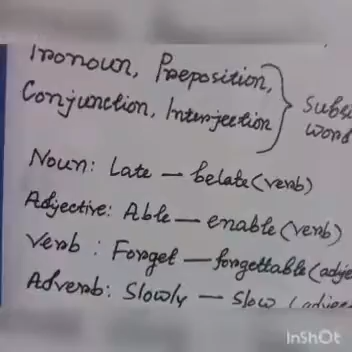 Pronoun, Preposition,
Conjunction, Interjection
Noun: Late — belate (verb)
Adjective: Able — enable (verb)
Verb : Forget — forgettable (adje
Adverb: Slowly — slow (
InShot